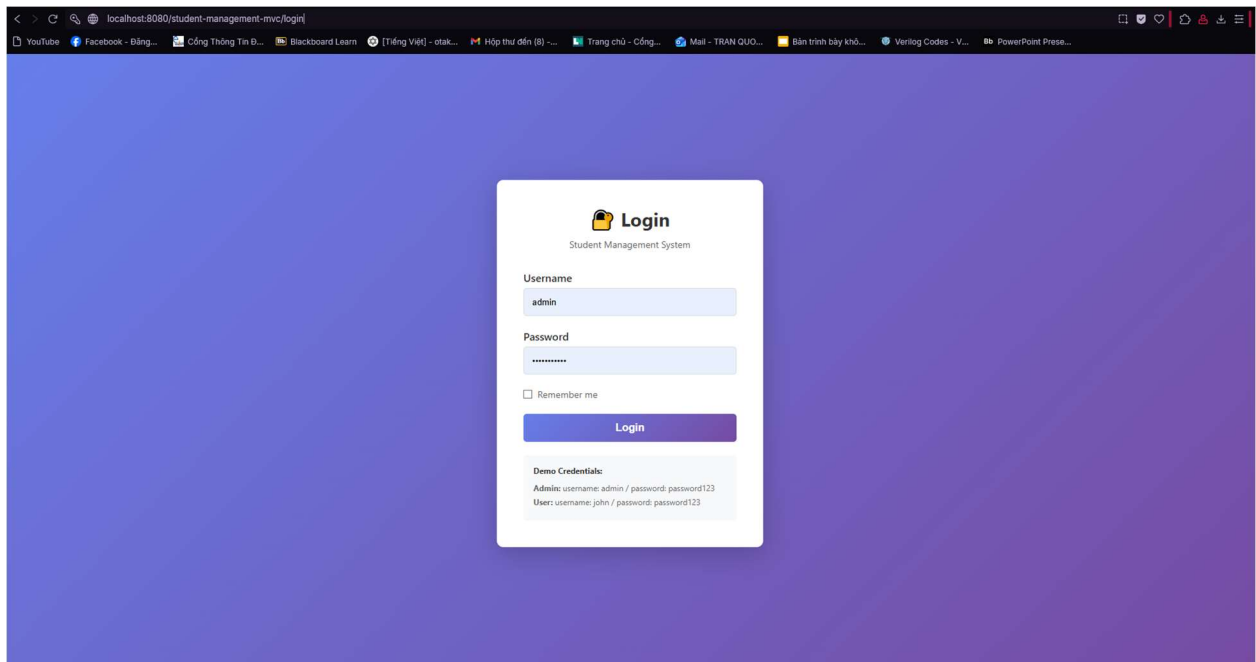 localhost:8080/student-management-mvc/login
YouTube Facebook - Đăng... Cổng Thông Tin Đ... Blackboard Learn [Tiếng Việt] - otak... Hộp thư đến (8) -... Trang chủ - Cổng... Mail - TRAN QUO... Bản trình bày khô... Verilog Codes - V... Bb PowerPoint Prese...
Login
Student Management System
Username
admin
Password
•••••••••••
Remember me
Login
Demo Credentials:
Admin: username: admin / password: password123
User: username: john / password: password123